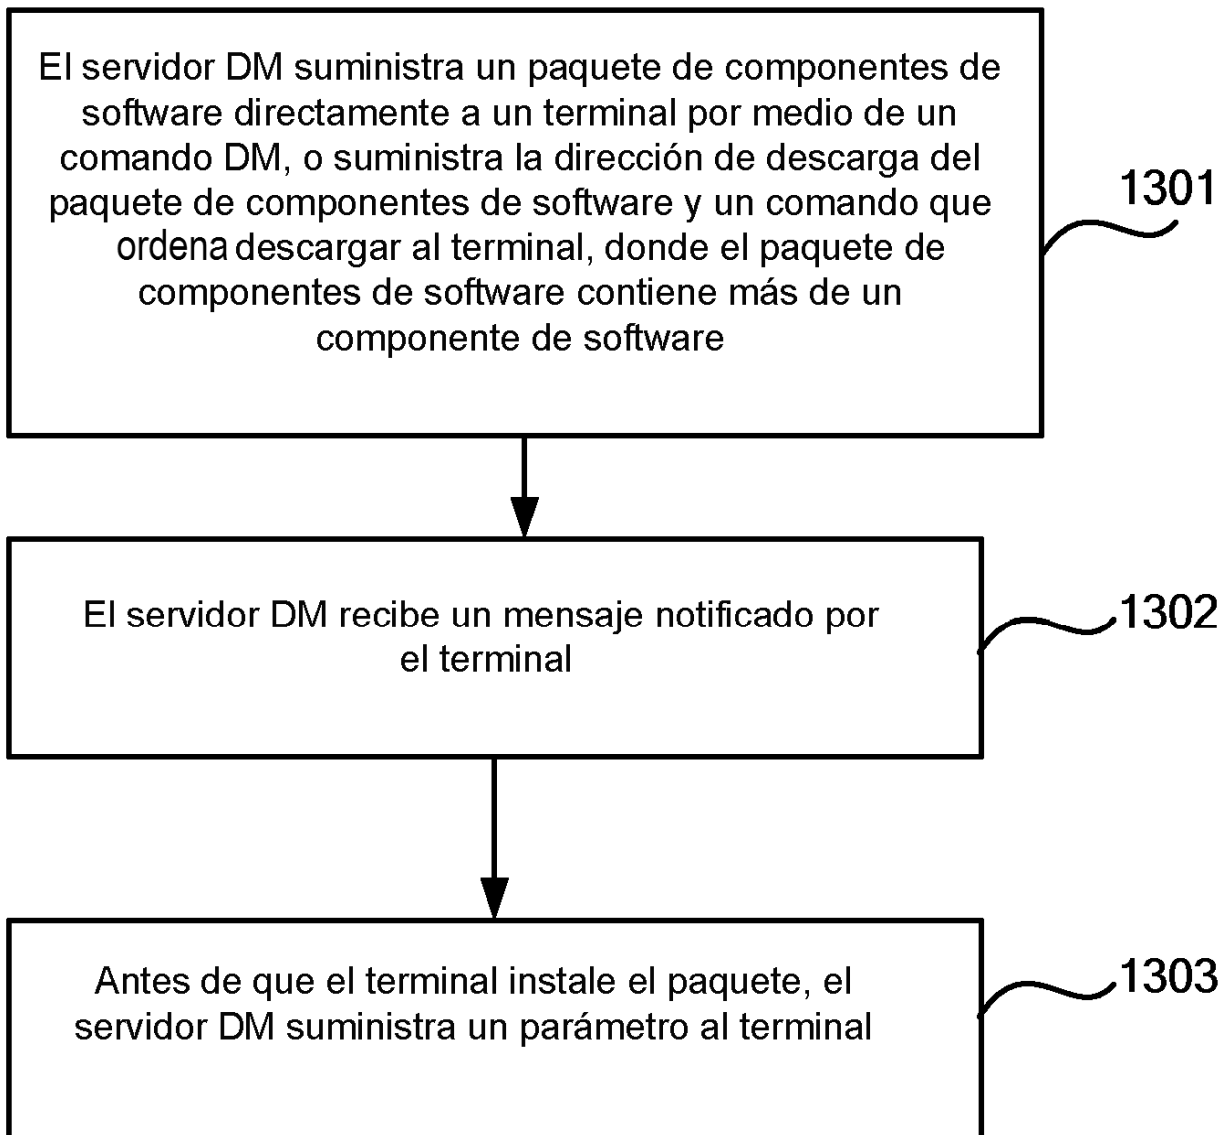 El servidor DM suministra un paquete de componentes de
software directamente a un terminal por medio de un
comando DM, o suministra la dirección de descarga del
paquete de componentes de software y un comando que
ordena descargar al terminal, donde el paquete de
componentes de software contiene más de un
componente de software
1301
El servidor DM recibe un mensaje notificado por
el terminal
1302
Antes de que el terminal instale el paquete, el
servidor DM suministra un parámetro al terminal
1303